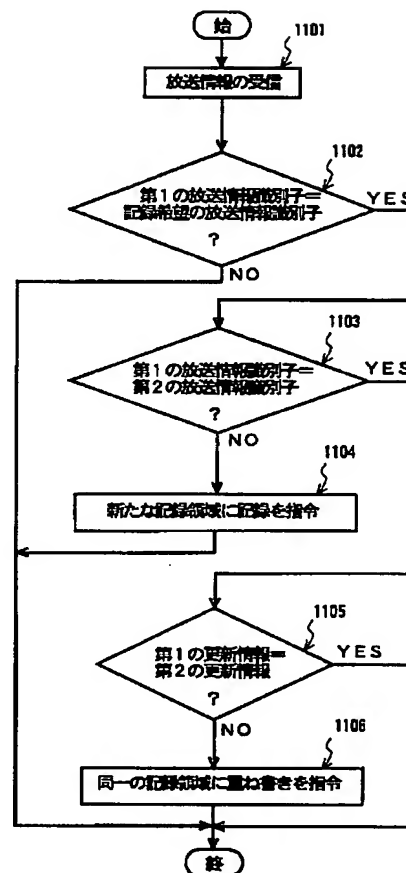 始
1101
放送情報の受信
1102
第1の放送情報識別子=
記録希望の放送情報識別子
?
YES
NO
1103
第1の放送情報識別子=
第2の放送情報識別子
?
YES
NO
1104
新たな記録領域に記録を指令
1105
第1の更新情報=
第2の更新情報
?
YES
NO
1106
同一の記録領域に重ね書きを指令
終